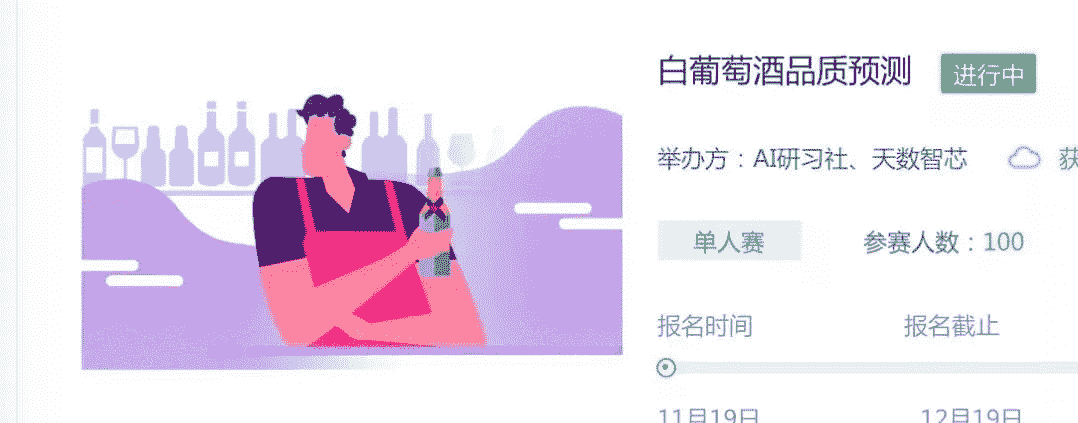 白葡萄酒品质预测 进行中
举办方：AI研习社、天数智芯 获
单人赛 参赛人数：100
报名时间 报名截止
11月19日 12月19日